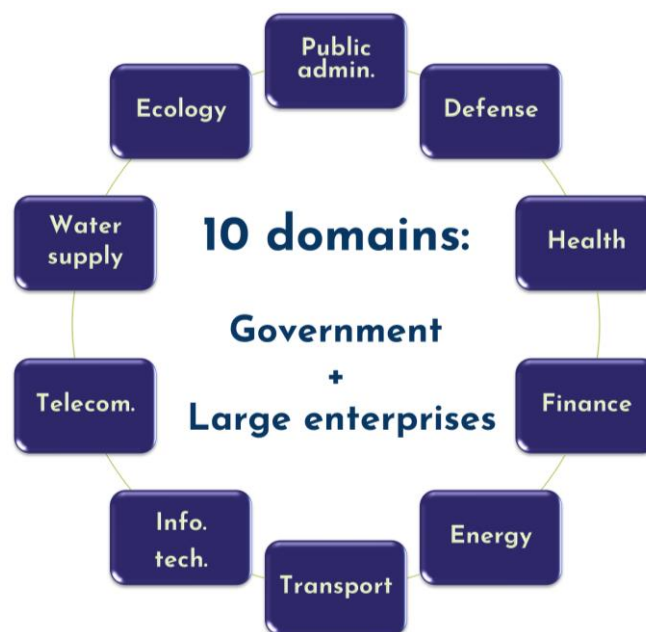 Public
admin.
Defense
Health
Finance
Energy
Transport
Info.
tech.
Telecom.
Water
supply
Ecology
10 domains:
Government
+
Large enterprises